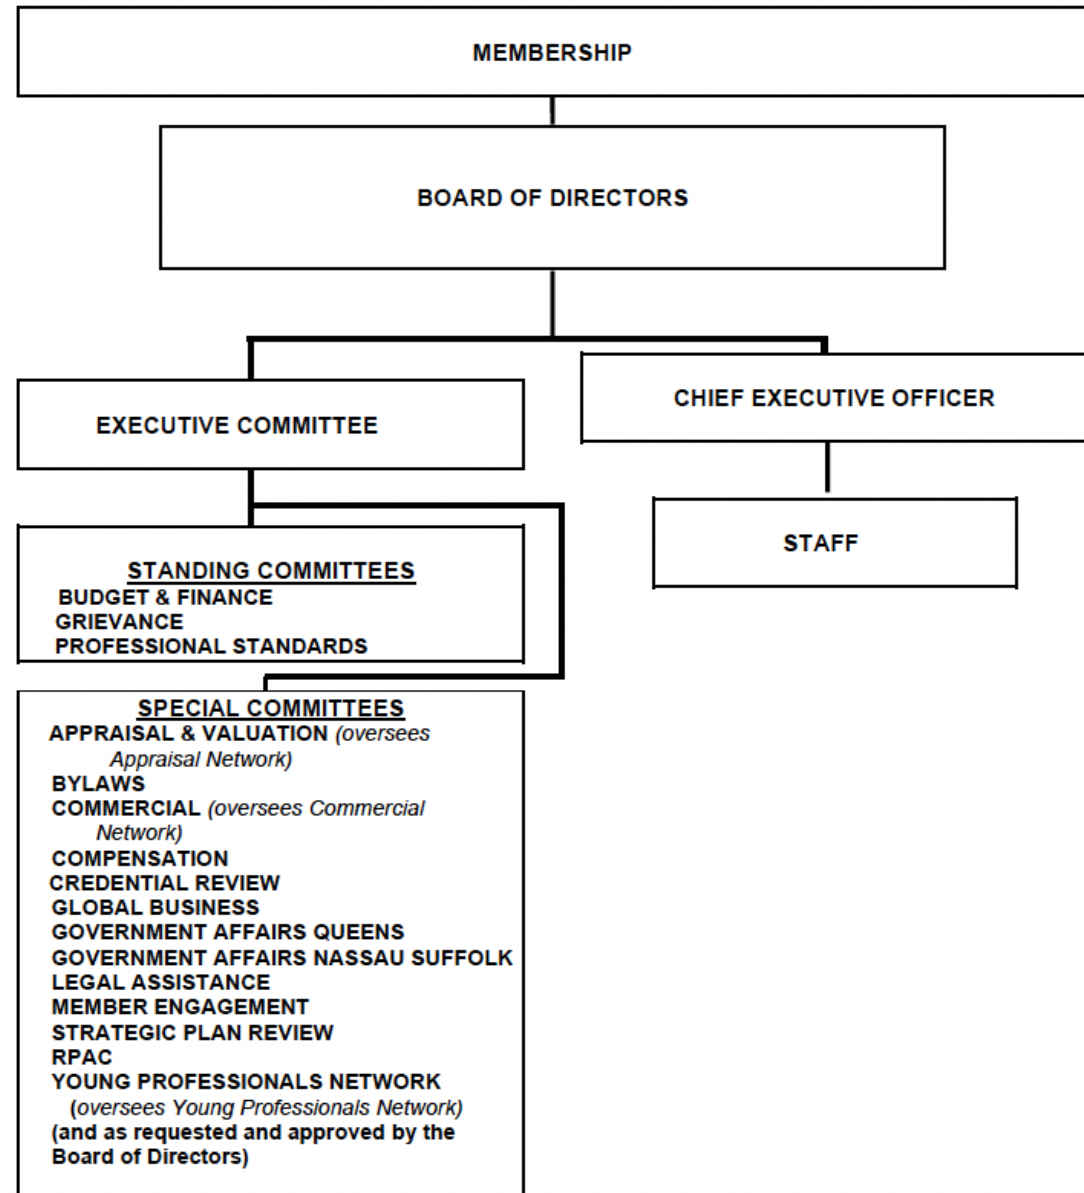 MEMBERSHIP
BOARD OF DIRECTORS
EXECUTIVE COMMITTEE
CHIEF EXECUTIVE OFFICER
STAFF
STANDING COMMITTEES
BUDGET & FINANCE
GRIEVANCE
PROFESSIONAL STANDARDS
SPECIAL COMMITTEES
APPRAISAL & VALUATION (oversees
Appraisal Network)
BYLAWS
COMMERCIAL (oversees Commercial
Network)
COMPENSATION
CREDENTIAL REVIEW
GLOBAL BUSINESS
GOVERNMENT AFFAIRS QUEENS
GOVERNMENT AFFAIRS NASSAU SUFFOLK
LEGAL ASSISTANCE
MEMBER ENGAGEMENT
STRATEGIC PLAN REVIEW
RPAC
YOUNG PROFESSIONALS NETWORK
(oversees Young Professionals Network)
(and as requested and approved by the
Board of Directors)